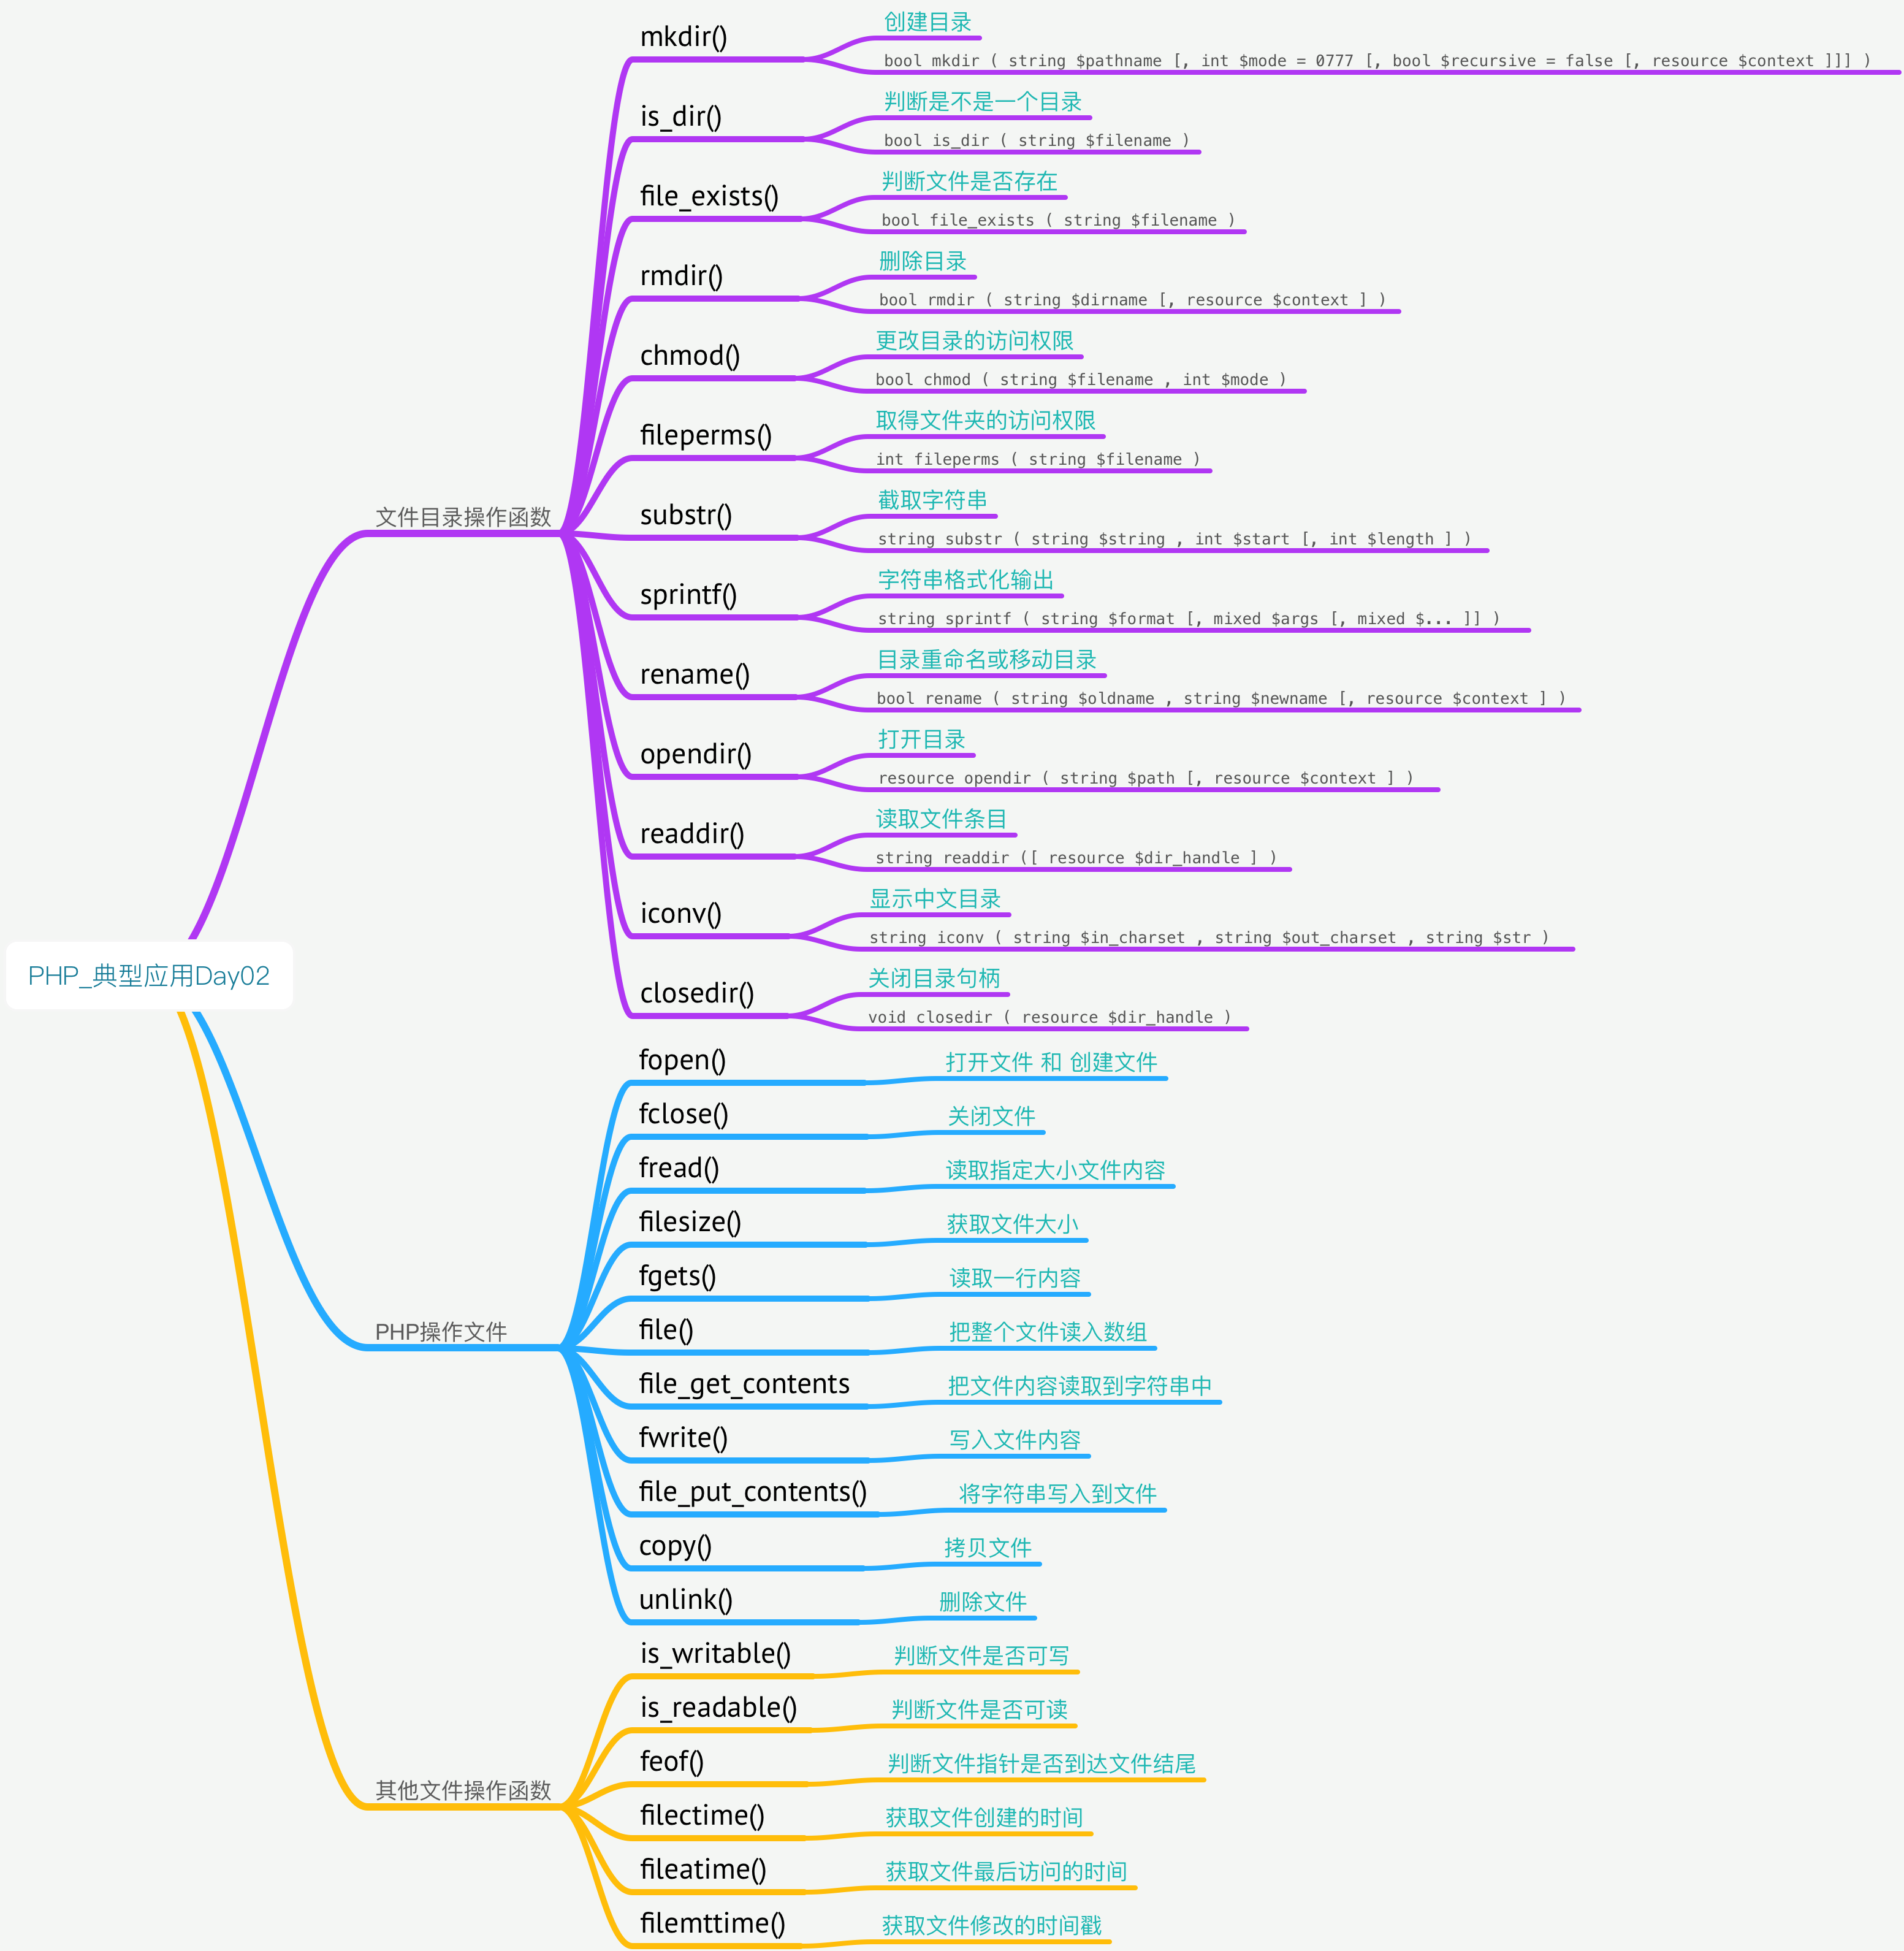 PHP_典型应用Day02
文件目录操作函数
mkdir()
创建目录
bool mkdir ( string $pathname [, int $mode = 0777 [, bool $recursive = false [, resource $context ]]] )
is_dir()
判断是不是一个目录
bool is_dir ( string $filename )
file_exists()
判断文件是否存在
bool file_exists ( string $filename )
rmdir()
删除目录
bool rmdir ( string $dirname [, resource $context ] )
chmod()
更改目录的访问权限
bool chmod ( string $filename , int $mode )
fileperms()
取得文件夹的访问权限
int fileperms ( string $filename )
substr()
截取字符串
string substr ( string $string , int $start [, int $length ] )
sprintf()
字符串格式化输出
string sprintf ( string $format [, mixed $args [, mixed $... ]] )
rename()
目录重命名或移动目录
bool rename ( string $oldname , string $newname [, resource $context ] )
opendir()
打开目录
resource opendir ( string $path [, resource $context ] )
readdir()
读取文件条目
string readdir ([ resource $dir_handle ] )
iconv()
显示中文目录
string iconv ( string $in_charset , string $out_charset , string $str )
closedir()
关闭目录句柄
void closedir ( resource $dir_handle )
PHP操作文件
fopen()
打开文件 和 创建文件
fclose()
关闭文件
fread()
读取指定大小文件内容
filesize()
获取文件大小
fgets()
读取一行内容
file()
把整个文件读入数组
file_get_contents
把文件内容读取到字符串中
fwrite()
写入文件内容
file_put_contents()
将字符串写入到文件
copy()
拷贝文件
unlink()
删除文件
其他文件操作函数
is_writable()
判断文件是否可写
is_readable()
判断文件是否可读
feof()
判断文件指针是否到达文件结尾
filectime()
获取文件创建的时间
fileatime()
获取文件最后访问的时间
filemttime()
获取文件修改的时间戳